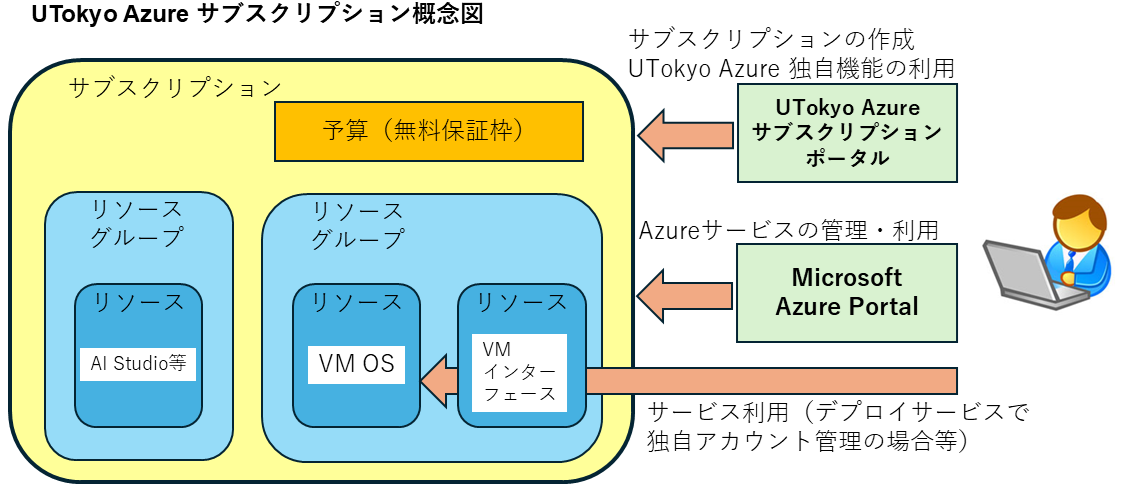 UTokyo Azure サブスクリプション概念図
サブスクリプション
予算（無料保証枠）
リソース
グループ
リソース
AI Studio等
リソース
グループ
リソース
VM OS
リソース
VM
インター
フェース
サブスクリプションの作成
UTokyo Azure 独自機能の利用
UTokyo Azure
サブスクリプション
ポータル
Azureサービスの管理・利用
Microsoft
Azure Portal
サービス利用（デプロイサービスで
独自アカウント管理の場合等）